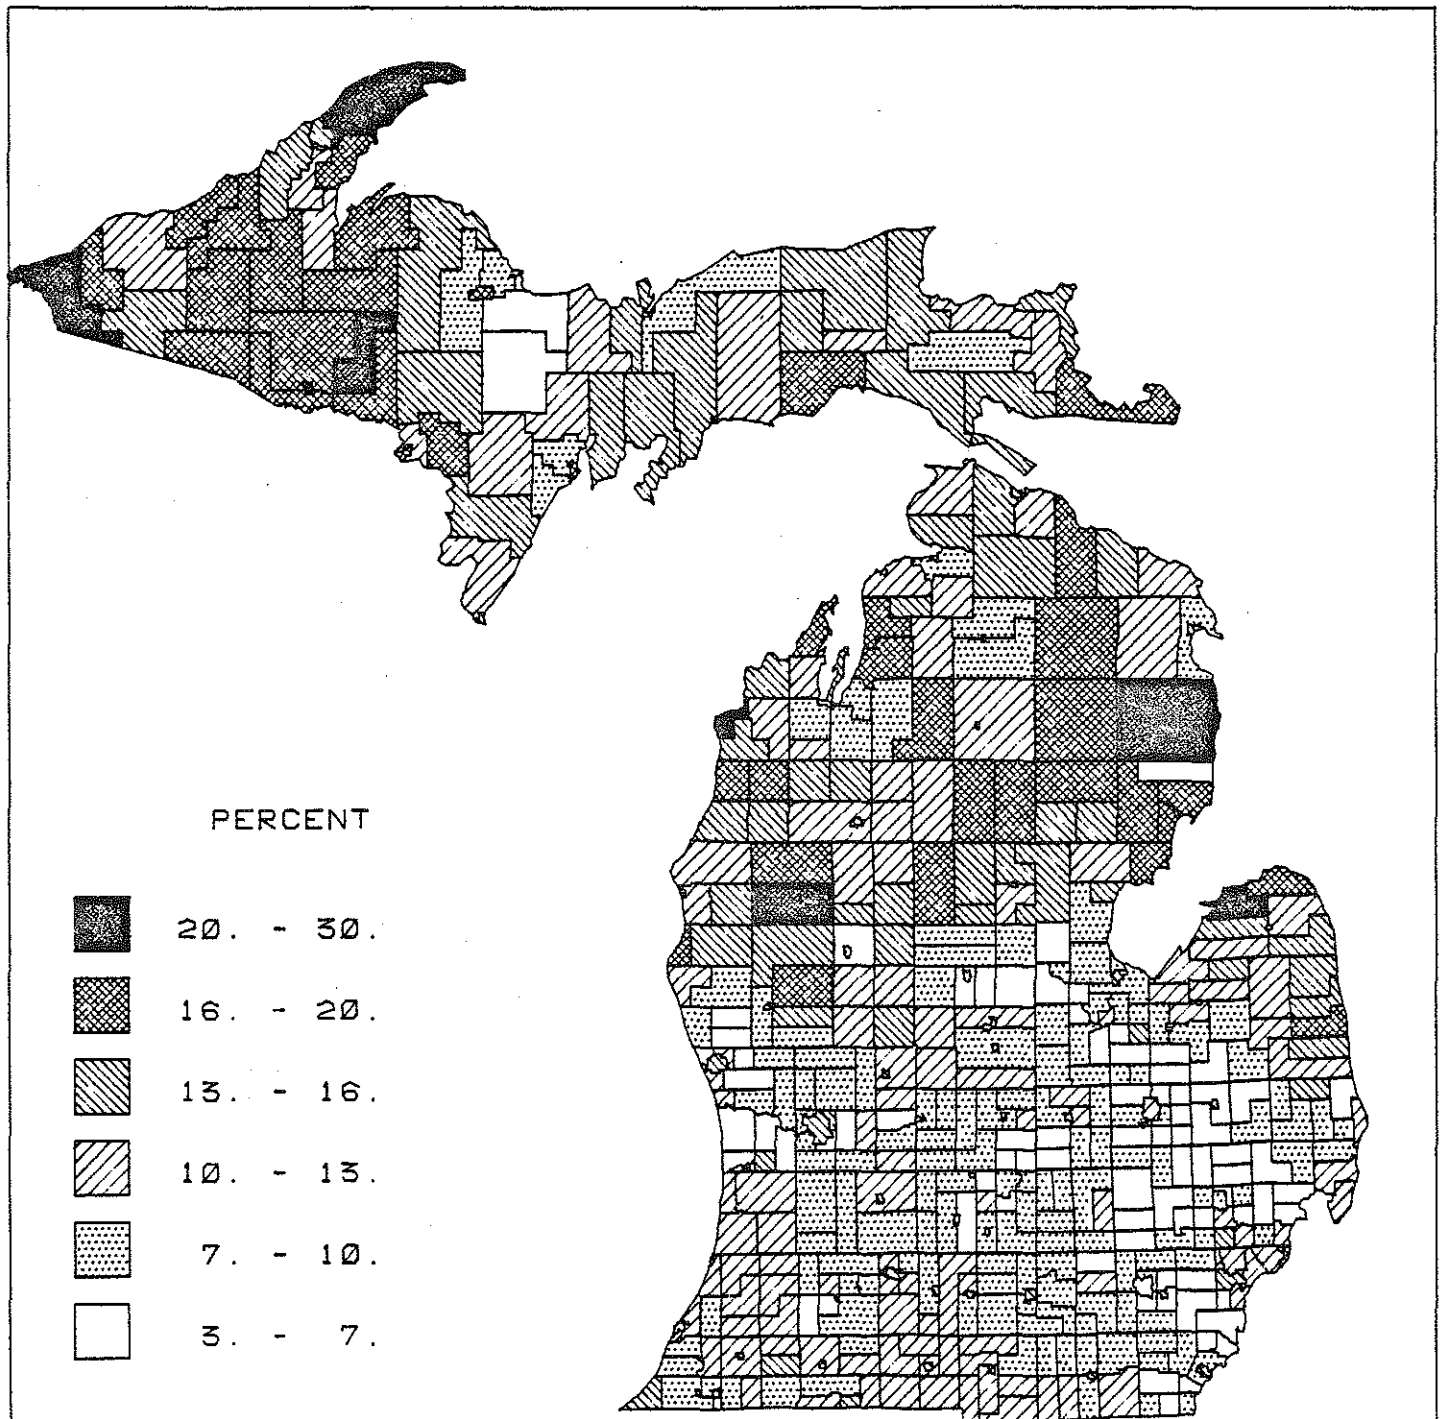 PERCENT
20. - 30.
16. - 20.
13. - 16.
10. - 13.
7. - 10.
3. - 7.